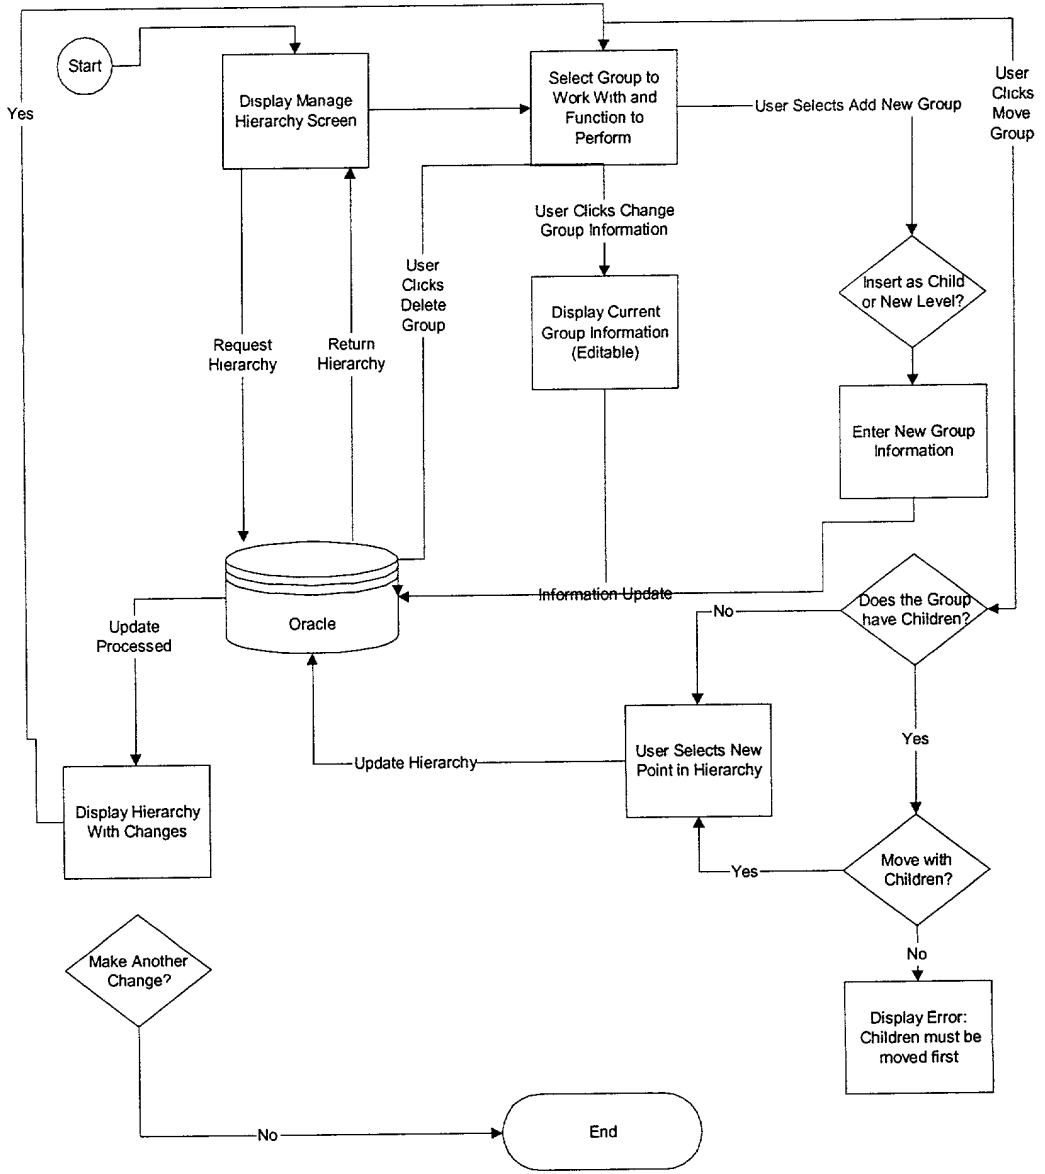 Start
Yes
Display Manage
Hierarchy Screen
Select Group to
Work With and
Function to
Perform
User Selects Add New Group
User
Clicks
Move
Group
User Clicks Change
Group Information
User
Clicks
Delete
Group
Insert as Child
or New Level?
Display Current
Group Information
(Editable)
Request
Hierarchy
Return
Hierarchy
Enter New Group
Information
Oracle
Information Update
Does the Group
have Children?
No
Update
Processed
Yes
User Selects New
Point in Hierarchy
Update Hierarchy
Display Hierarchy
With Changes
Move with
Children?
Yes
No
Make Another
Change?
Display Error:
Children must be
moved first
No
End